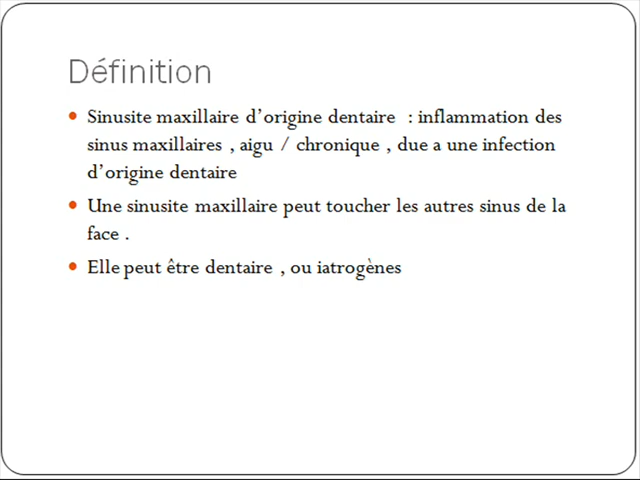 Définition
Sinusite maxillaire d’origine dentaire : inflammation des
sinus maxillaires , aigu / chronique , due a une infection
d’origine dentaire
Une sinusite maxillaire peut toucher les autres sinus de la
face .
Elle peut être dentaire , ou iatrogènes